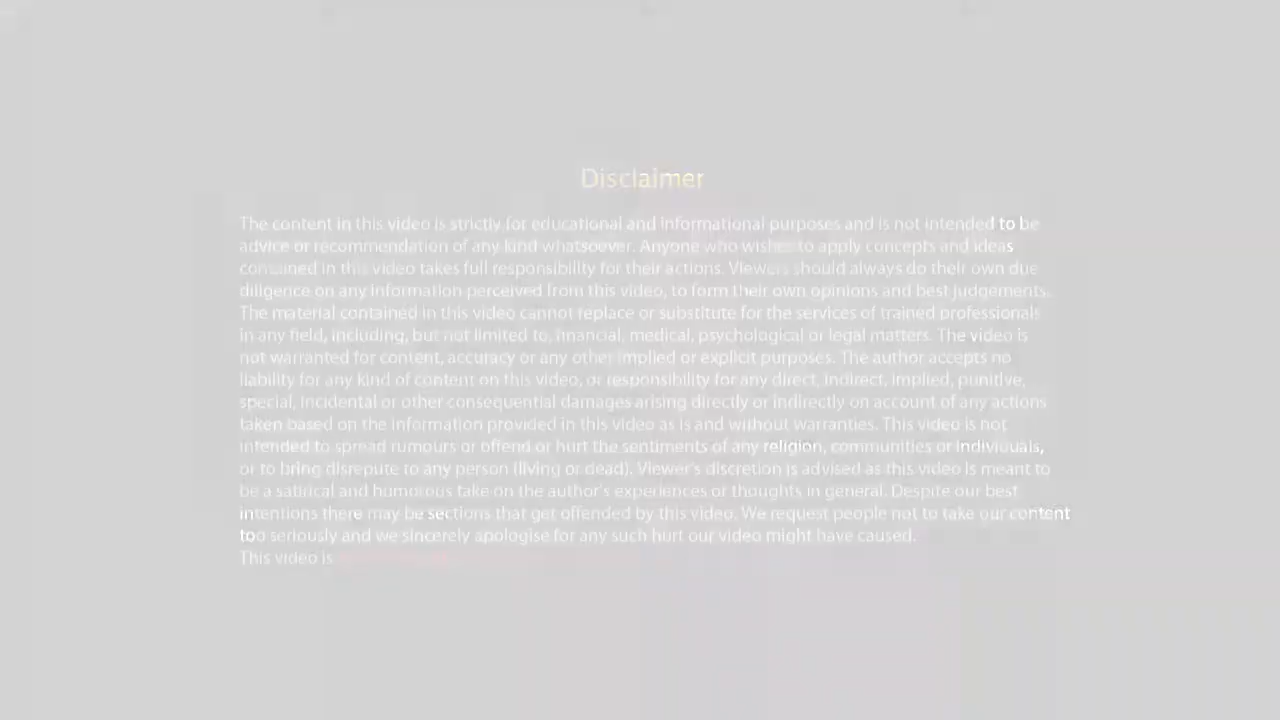 Disclaimer
The content in this video is strictly for educational and informational purposes and is not intended to be
advice or recommendation of any kind whatsoever. Anyone who wishes to apply concepts and ideas
contained in this video takes full responsibility for their actions. Viewers should always do their own due
diligence on any information perceived from this video, to form their own opinions and best judgements.
The material contained in this video cannot replace or substitute for the services of trained professionals
in any field, including, but not limited to, financial, medical, psychological or legal matters. The video is
not warranted for content, accuracy or any other implied or explicit purposes. The author accepts no
liability for any kind of content on this video, or responsibility for any direct, indirect, implied, punitive,
special, incidental or other consequential damages arising directly or indirectly on account of any actions
taken based on the information provided in this video as is and without warranties. This video is not
intended to spread rumours or offend or hurt the sentiments of any religion, communities or individuals,
or to bring disrepute to any person (living or dead). Viewer's discretion is advised as this video is meant to
be a satirical and humorous take on the author's experiences or thoughts in general. Despite our best
intentions there may be sections that get offended by this video. We request people not to take our content
too seriously and we sincerely apologise for any such hurt our video might have caused.
This video is